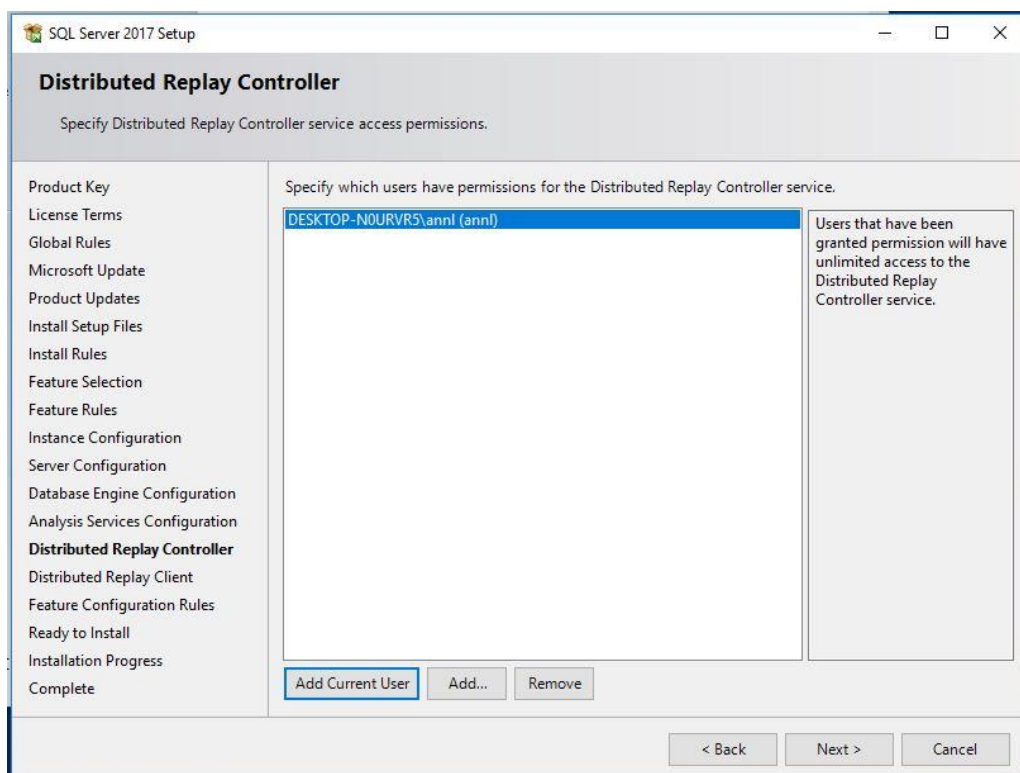 SQL Server 2017 Setup
Distributed Replay Controller
Specify Distributed Replay Controller service access permissions.
Product Key
License Terms
Global Rules
Microsoft Update
Product Updates
Install Setup Files
Install Rules
Feature Selection
Feature Rules
Instance Configuration
Server Configuration
Database Engine Configuration
Analysis Services Configuration
Distributed Replay Controller
Distributed Replay Client
Feature Configuration Rules
Ready to Install
Installation Progress
Complete
Specify which users have permissions for the Distributed Replay Controller service.
DESKTOP-N0URVR5\annl (annl)
Users that have been
granted permission will have
unlimited access to the
Distributed Replay
Controller service.
Add Current User
Add...
Remove
< Back
Next >
Cancel